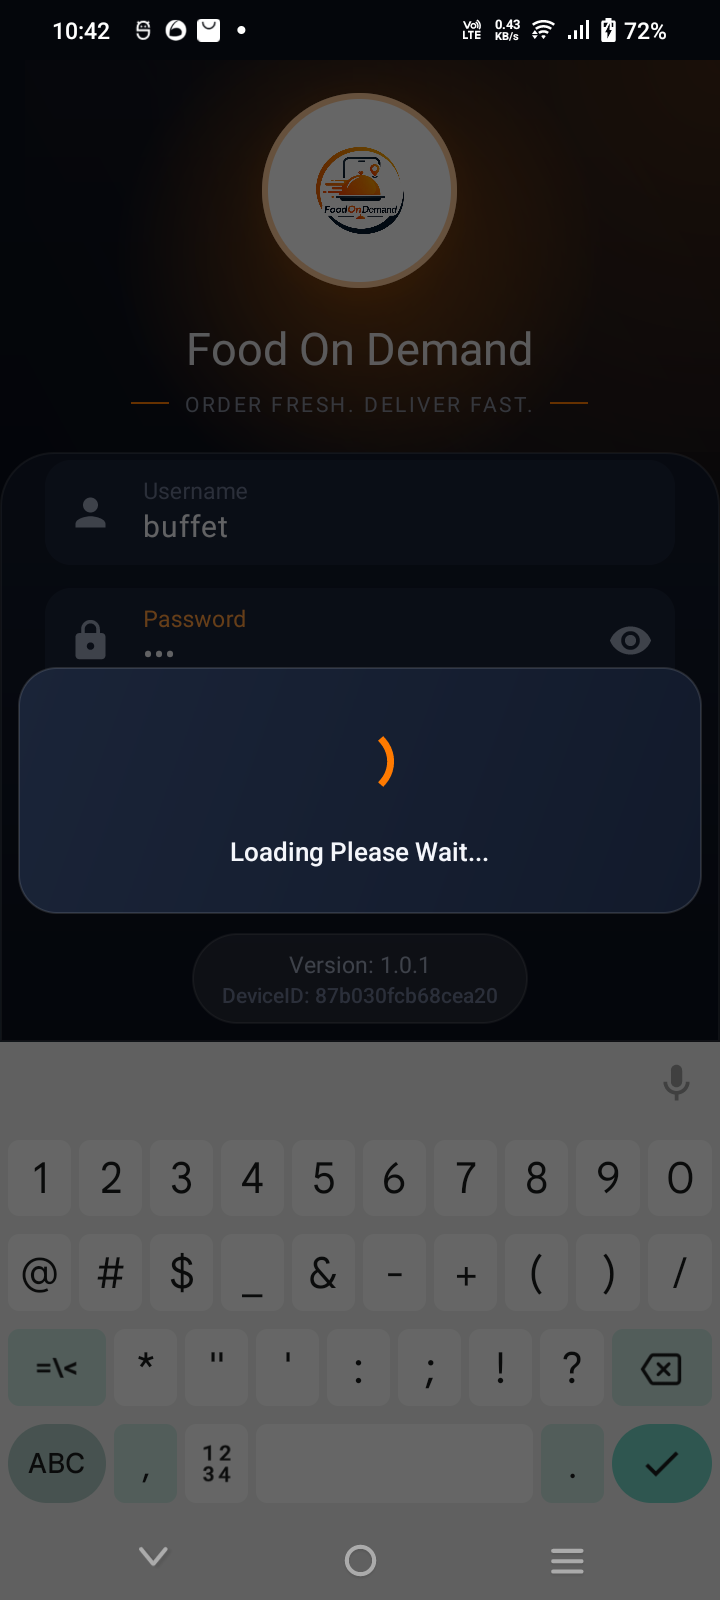 10:42 Vo) LTE 0.43 KB/s 72%
FoodOnDemand
Food On Demand
ORDER FRESH. DELIVER FAST.
Username
buffet
Password
•••
Loading Please Wait...
Version: 1.0.1
DeviceID: 87b030fcb68cea20
1 2 3 4 5 6 7 8 9 0
@ # $ _ & - + ( ) /
=\< * " ' : ; ! ?
ABC , 12 34 .